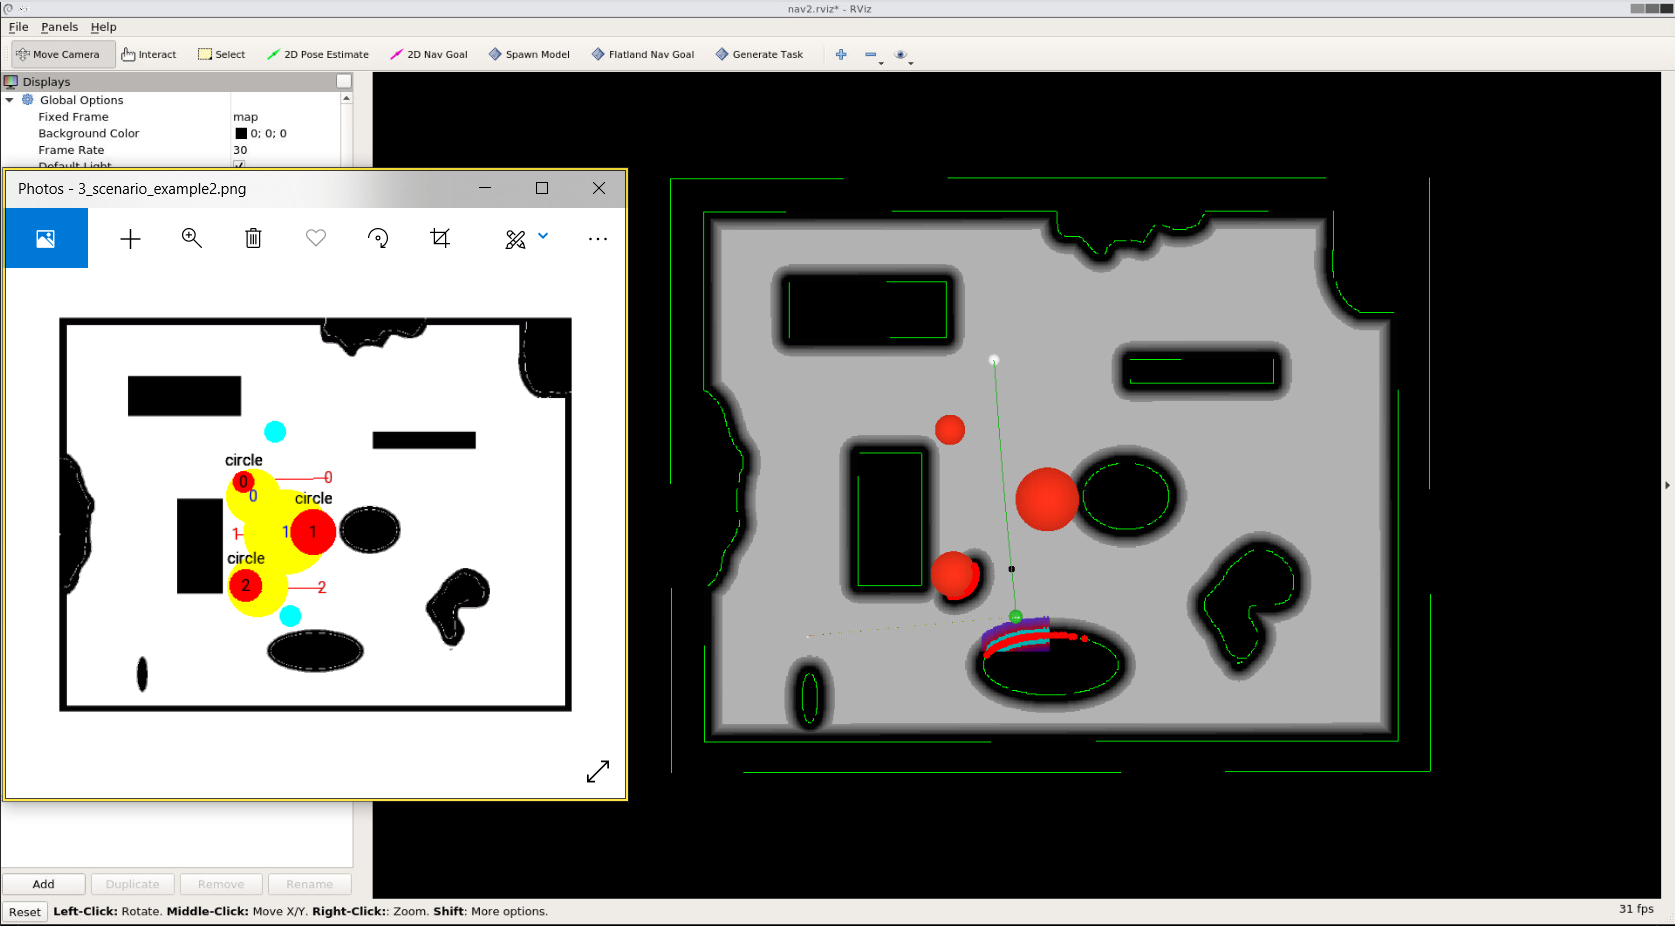 nav2.rviz* - RViz
File Panels Help
Move Camera Interact Select 2D Pose Estimate 2D Nav Goal Spawn Model Flatland Nav Goal Generate Task
Displays
Global Options
Fixed Frame map
Background Color 0; 0; 0
Frame Rate 30
Default Light
Photos - 3_scenario_example2.png
circle
0
0
0
circle
1
1
1
circle
2
2
Add Duplicate Remove Rename
Reset Left-Click: Rotate. Middle-Click: Move X/Y. Right-Click:: Zoom. Shift: More options. 31 fps